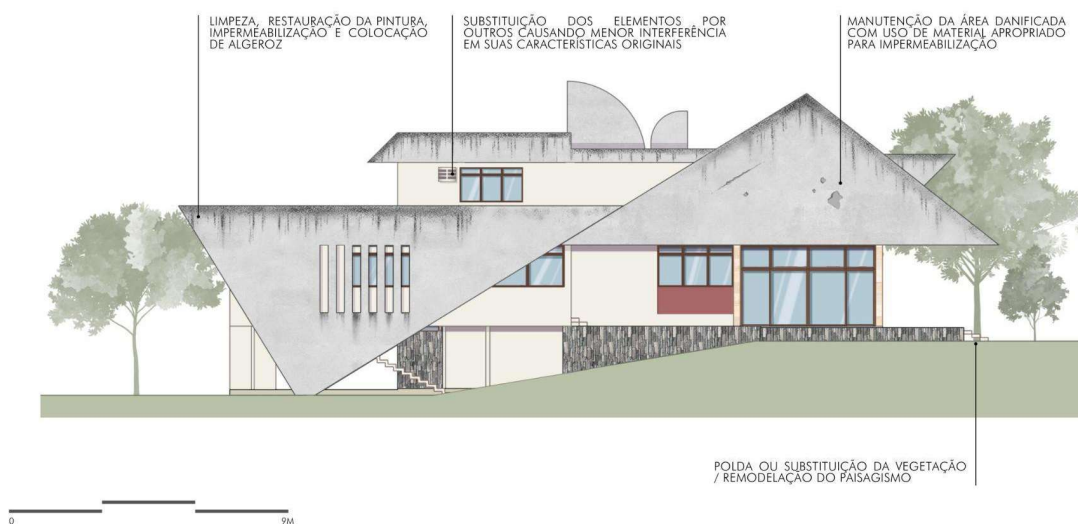 LIMPEZA, RESTAURAÇÃO DA PINTURA,
IMPERMEABILIZAÇÃO E COLOCAÇÃO
DE ALGEROZ
SUBSTITUIÇÃO DOS ELEMENTOS POR
OUTROS CAUSANDO MENOR INTERFERÊNCIA
EM SUAS CARACTERÍSTICAS ORIGINAIS
MANUTENÇÃO DA ÁREA DANIFICADA
COM USO DE MATERIAL APROPRIADO
PARA IMPERMEABILIZAÇÃO
POLDA OU SUBSTITUIÇÃO DA VEGETAÇÃO
/ REMODELAÇÃO DO PAISAGISMO
0 9M